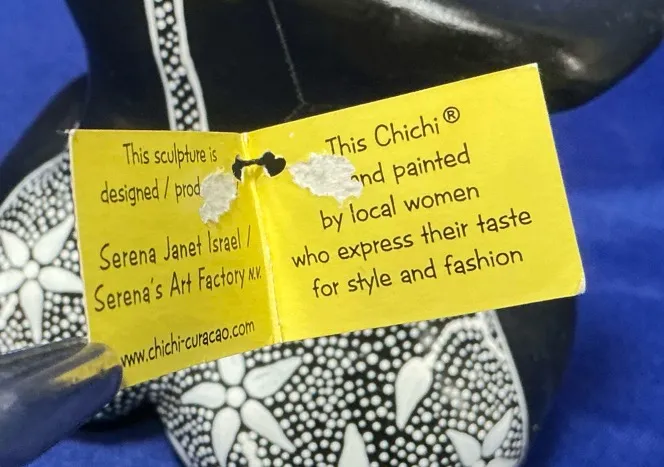 This sculpture is
designed / prod
Serena Janet Israel /
Serena's Art Factory N.V.
www.chichi-curacao.com
This Chichi®
and painted
by local women
who express their taste
for style and fashion